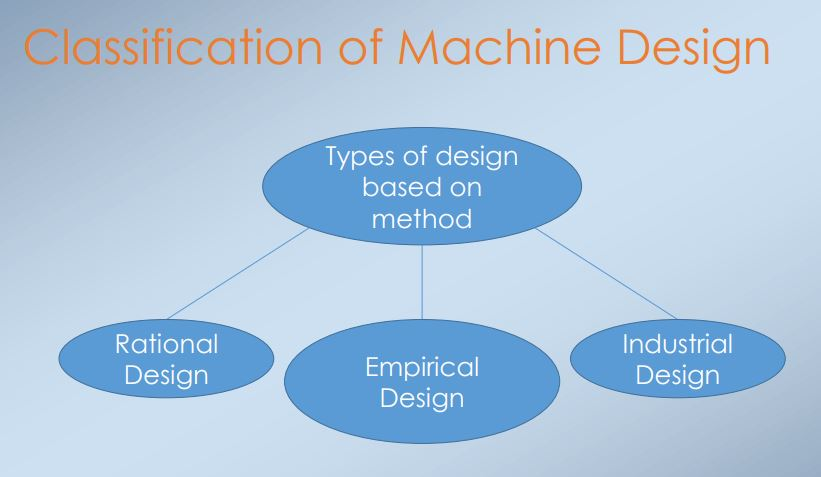 Classification of Machine Design
Types of design
based on
method
Rational
Design
Empirical
Design
Industrial
Design